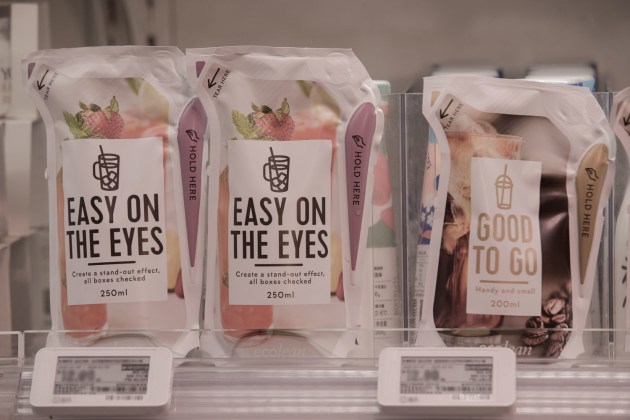 TEAR HERE
HOLD HERE
EASY ON
THE EYES
Create a stand-out effect,
all boxes checked
250ml
TEAR HERE
HOLD HERE
EASY ON
THE EYES
Create a stand-out effect,
all boxes checked
250ml
TEAR HERE
HOLD HERE
GOOD
TO GO
Handy and small
200ml
ecolean
ecolean